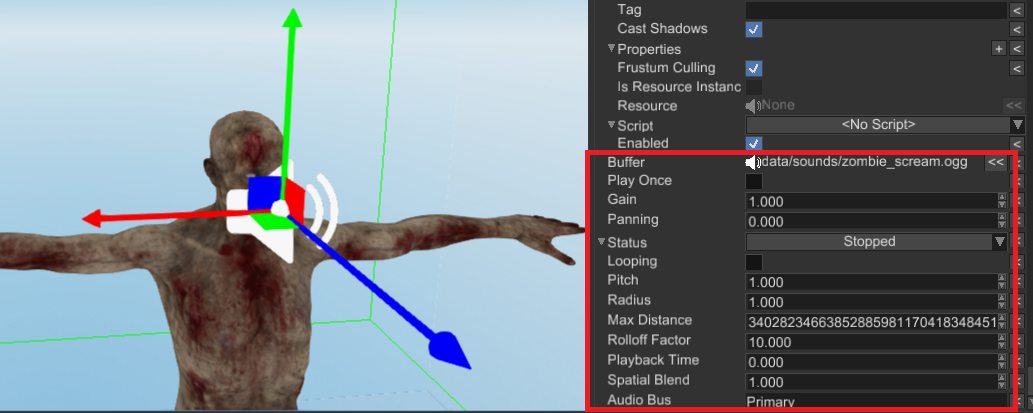 Tag
Cast Shadows
Properties + <
Frustum Culling <
Is Resource Instanc
Resource None <<
Script <No Script>
Enabled <
Buffer data/sounds/zombie_scream.ogg <<
Play Once
Gain 1.000
Panning 0.000
Status Stopped
Looping
Pitch 1.000
Radius 1.000
Max Distance 34028234663852885981170418348451
Rolloff Factor 10.000
Playback Time 0.000
Spatial Blend 1.000
Audio Bus Primary